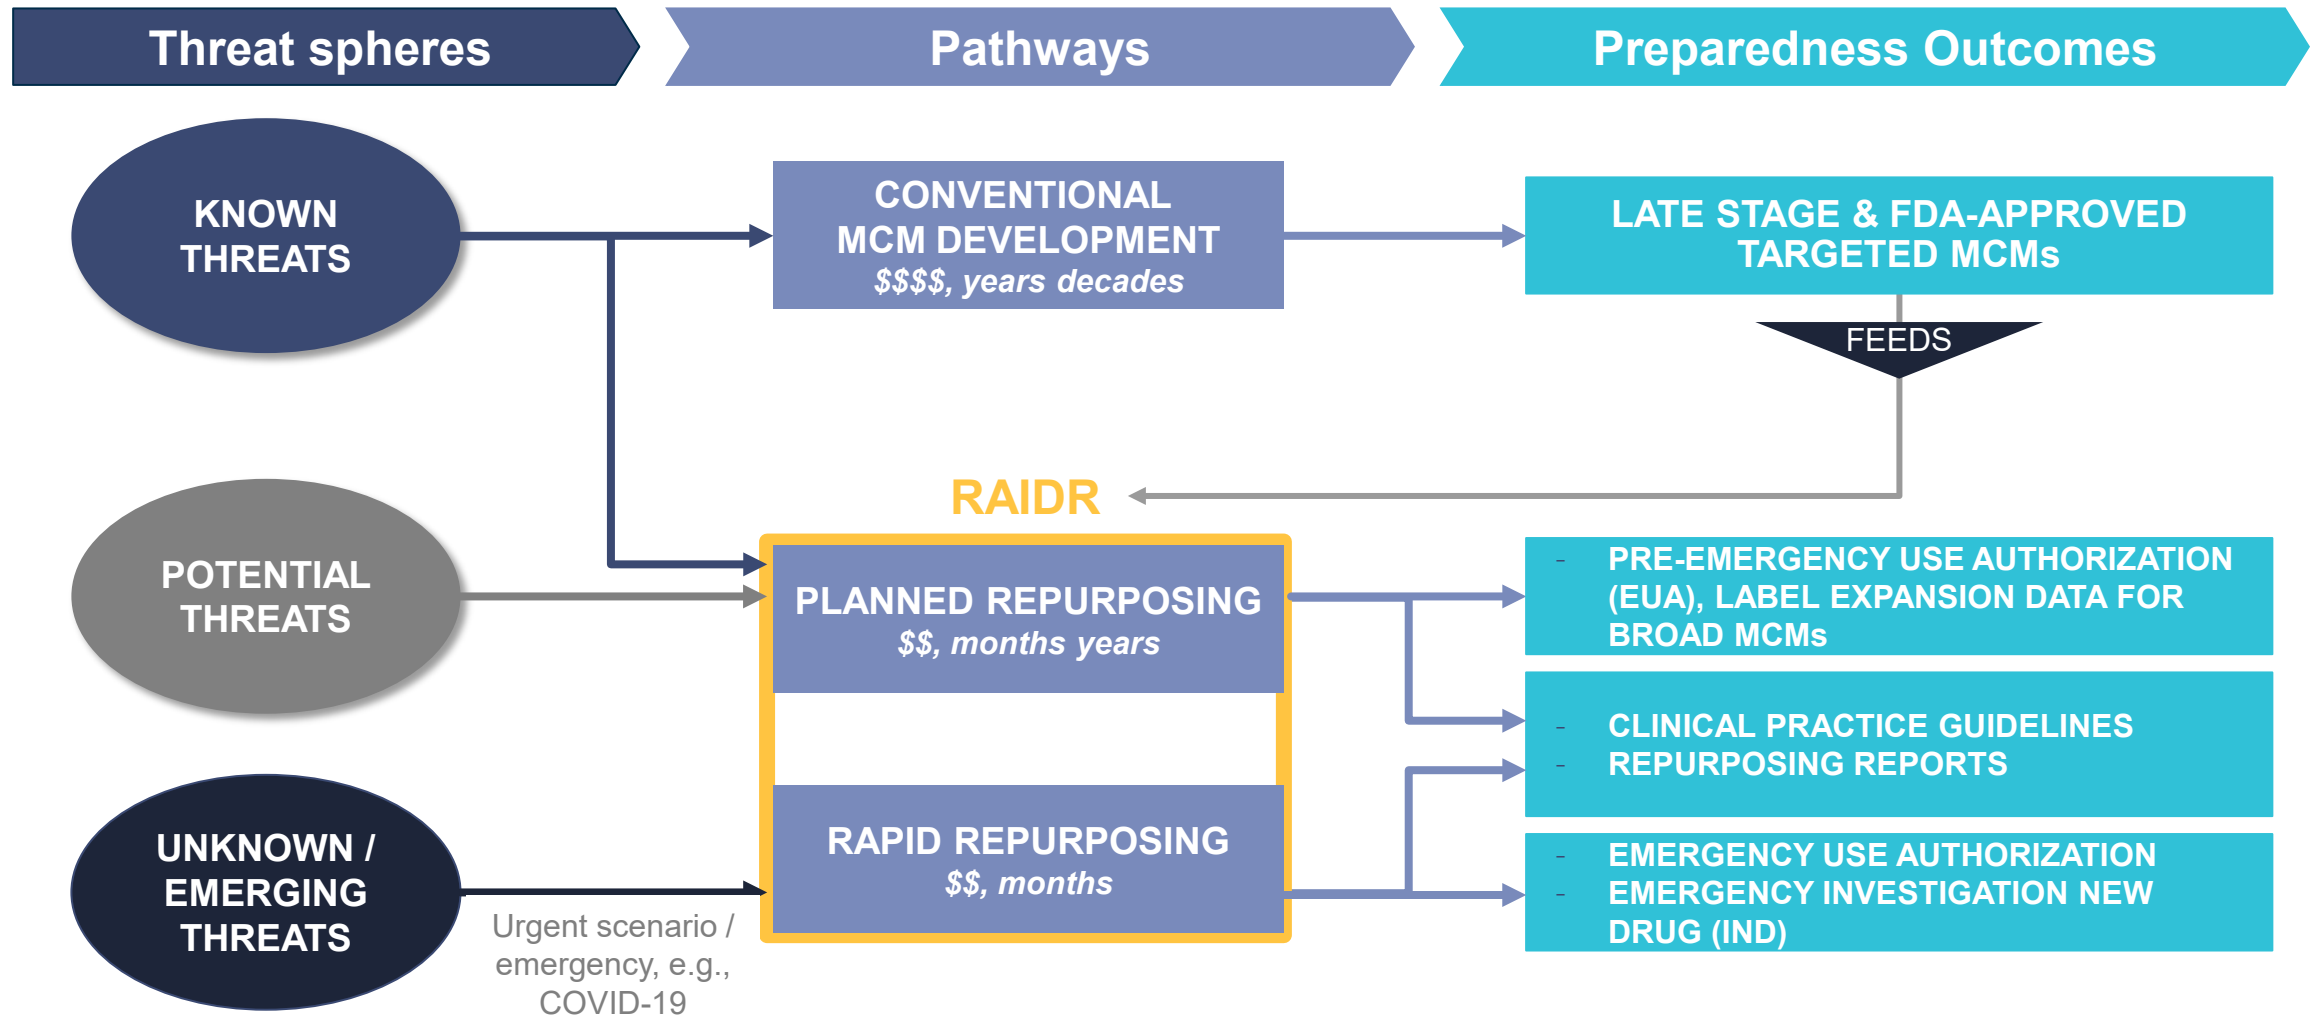 Threat spheres
Pathways
Preparedness Outcomes
KNOWN
THREATS
CONVENTIONAL
MCM DEVELOPMENT
$$$$, years decades
LATE STAGE & FDA-APPROVED
TARGETED MCMs
FEEDS
RAIDR
POTENTIAL
THREATS
PLANNED REPURPOSING
$$, months years
- PRE-EMERGENCY USE AUTHORIZATION
(EUA), LABEL EXPANSION DATA FOR
BROAD MCMs
- CLINICAL PRACTICE GUIDELINES
- REPURPOSING REPORTS
UNKNOWN /
EMERGING
THREATS
Urgent scenario /
emergency, e.g.,
COVID-19
RAPID REPURPOSING
$$, months
- EMERGENCY USE AUTHORIZATION
- EMERGENCY INVESTIGATION NEW
DRUG (IND)